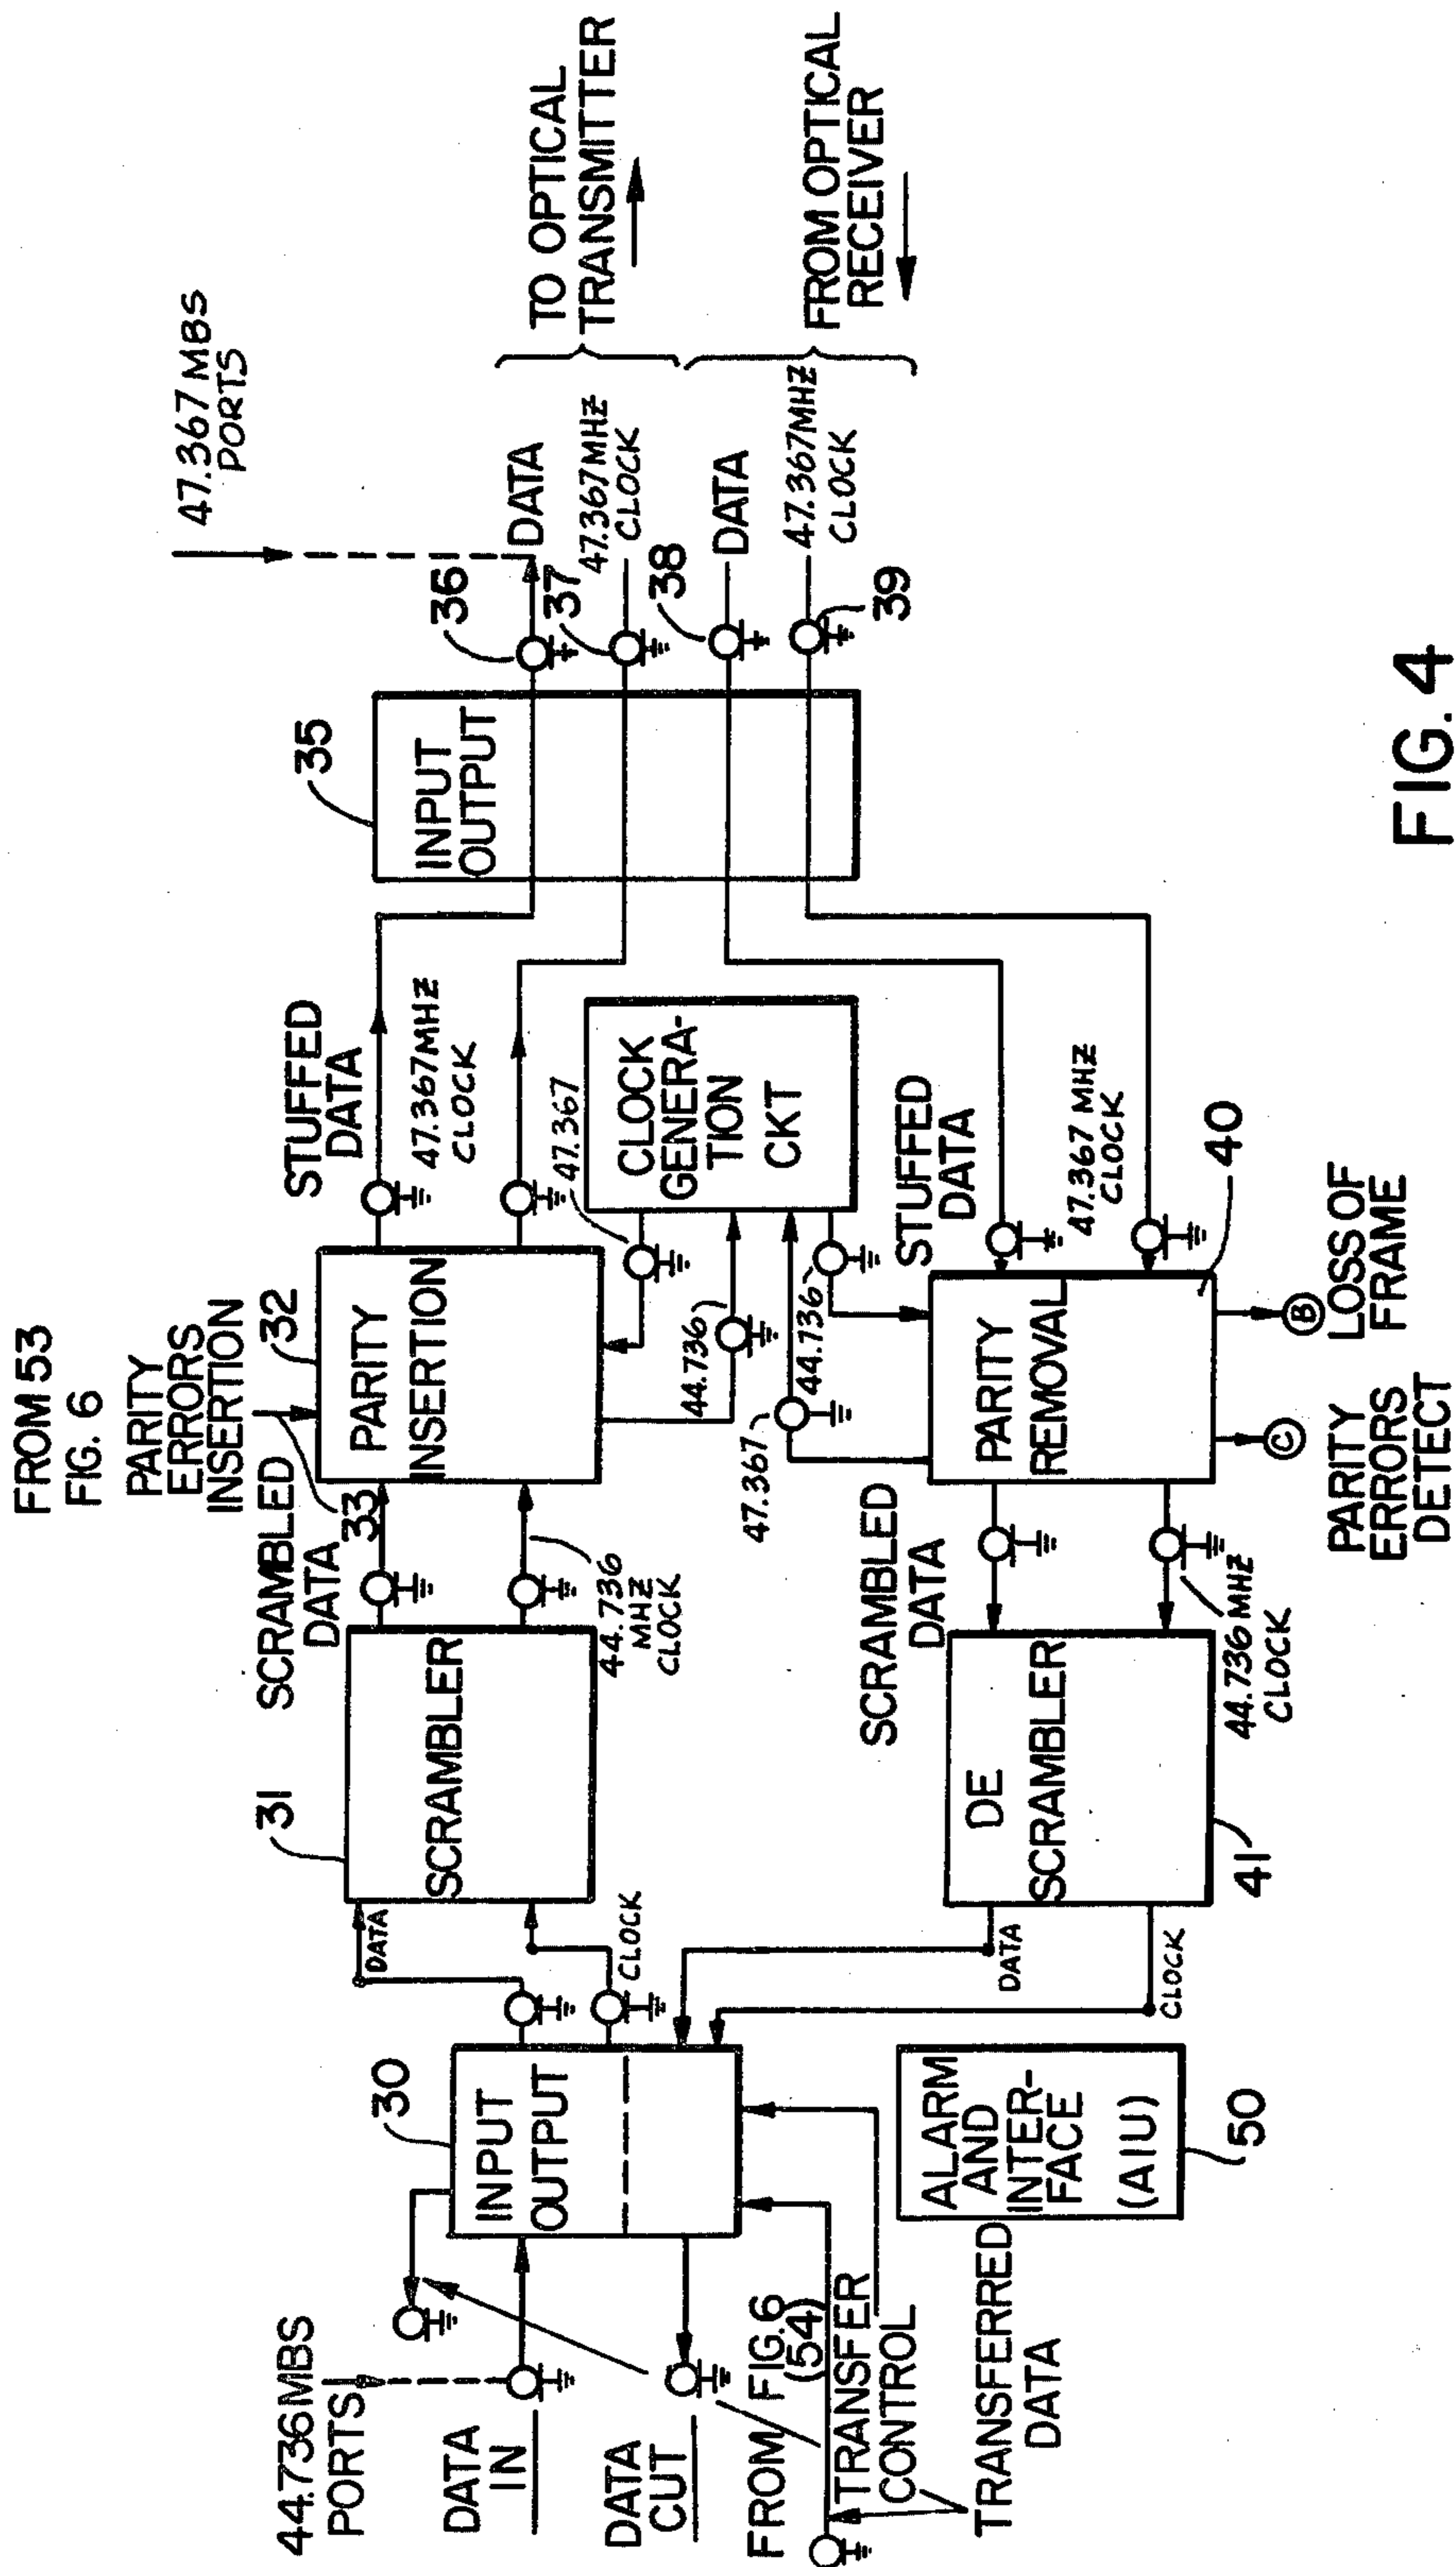 44.736MBS
PORTS
DATA
IN
DATA
CUT
FROM FIG. 6
(54)
TRANSFER
CONTROL
TRANSFERRED
DATA
30
INPUT
OUTPUT
DATA
CLOCK
DATA
CLOCK
ALARM
AND
INTER-
FACE
(AIU)
50
31
SCRAMBLER
SCRAMBLED
DATA
44.736
MHZ
CLOCK
DE
SCRAMBLER
41
SCRAMBLED
DATA
44.736 MHZ
CLOCK
FROM 53
FIG. 6
PARITY
ERRORS
INSERTION
33
32
PARITY
INSERTION
STUFFED
DATA
47.367MHZ
CLOCK
47.367
44.736
47.367
44.736
CLOCK
GENERA-
TION
CKT
PARITY
REMOVAL
40
STUFFED
DATA
47.367 MHZ
CLOCK
C
PARITY
ERRORS
DETECT
B
LOSS OF
FRAME
35
INPUT
OUTPUT
47.367 MBS
PORTS
36
DATA
37
47.367MHZ
CLOCK
38
DATA
39
47.367MHZ
CLOCK
TO OPTICAL
TRANSMITTER
FROM OPTICAL
RECEIVER
FIG. 4